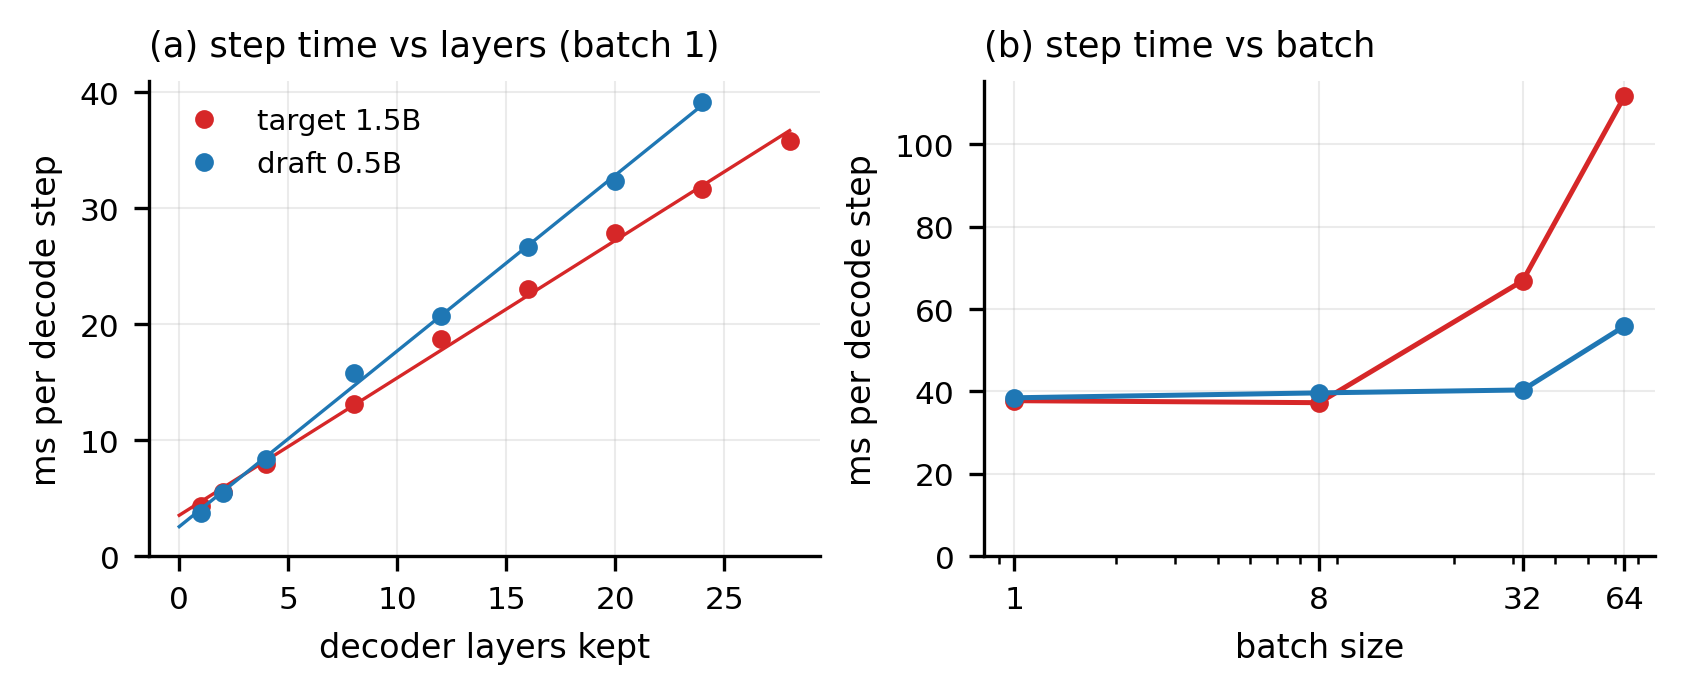 (a) step time vs layers (batch 1)
ms per decode step
40
30
20
10
0
target 1.5B
draft 0.5B
0 5 10 15 20 25
decoder layers kept
(b) step time vs batch
ms per decode step
100
80
60
40
20
0
1 8 32 64
batch size